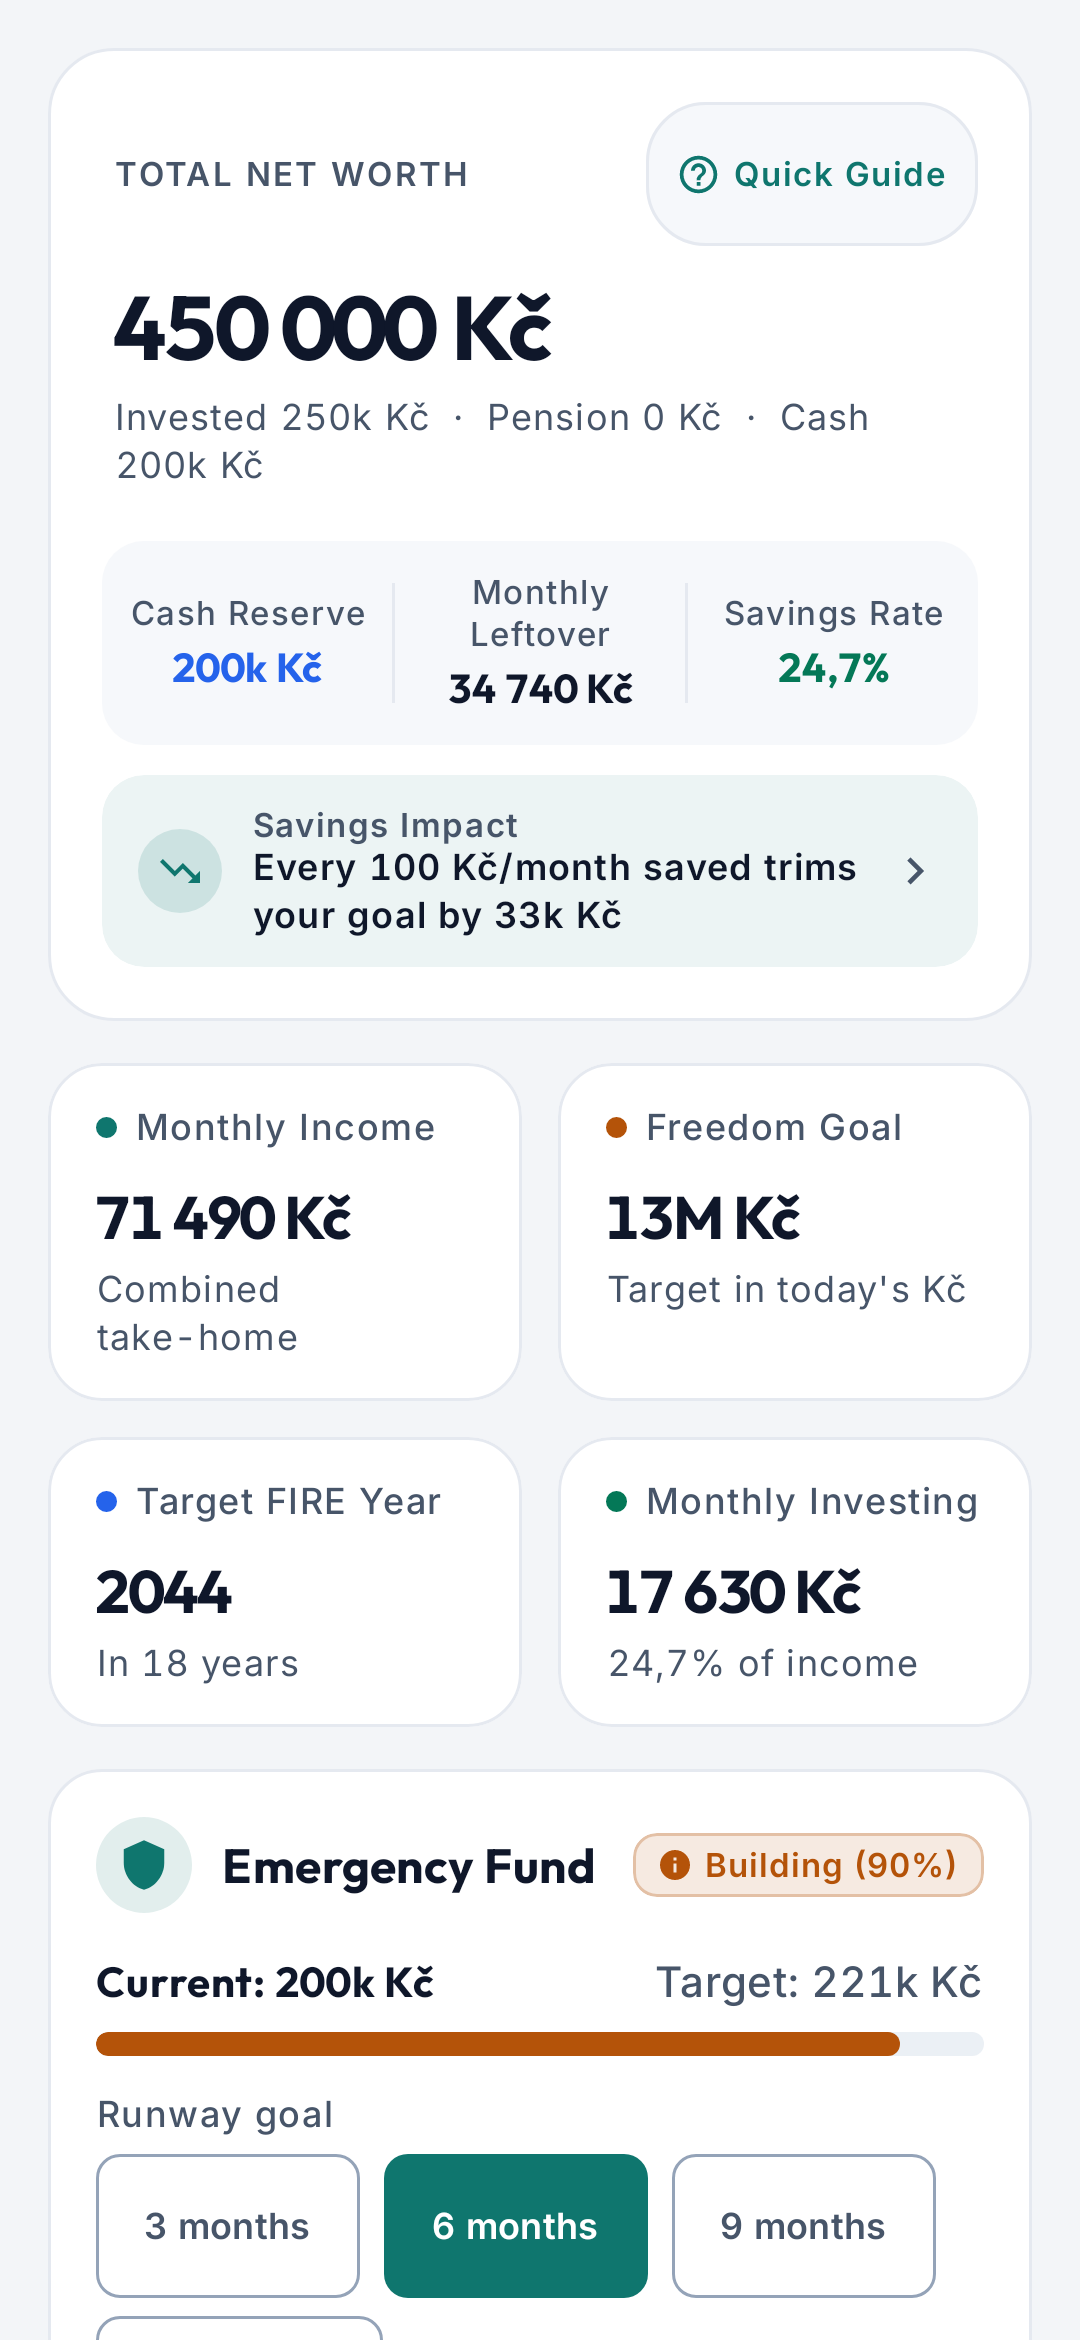 TOTAL NET WORTH
Quick Guide
450 000 Kč
Invested 250k Kč · Pension 0 Kč · Cash
200k Kč
Cash Reserve
200k Kč
Monthly
Leftover
34 740 Kč
Savings Rate
24,7%
Savings Impact
Every 100 Kč/month saved trims
your goal by 33k Kč
Monthly Income
71 490 Kč
Combined
take-home
Freedom Goal
13M Kč
Target in today's Kč
Target FIRE Year
2044
In 18 years
Monthly Investing
17 630 Kč
24,7% of income
Emergency Fund
Building (90%)
Current: 200k Kč
Target: 221k Kč
Runway goal
3 months
6 months
9 months